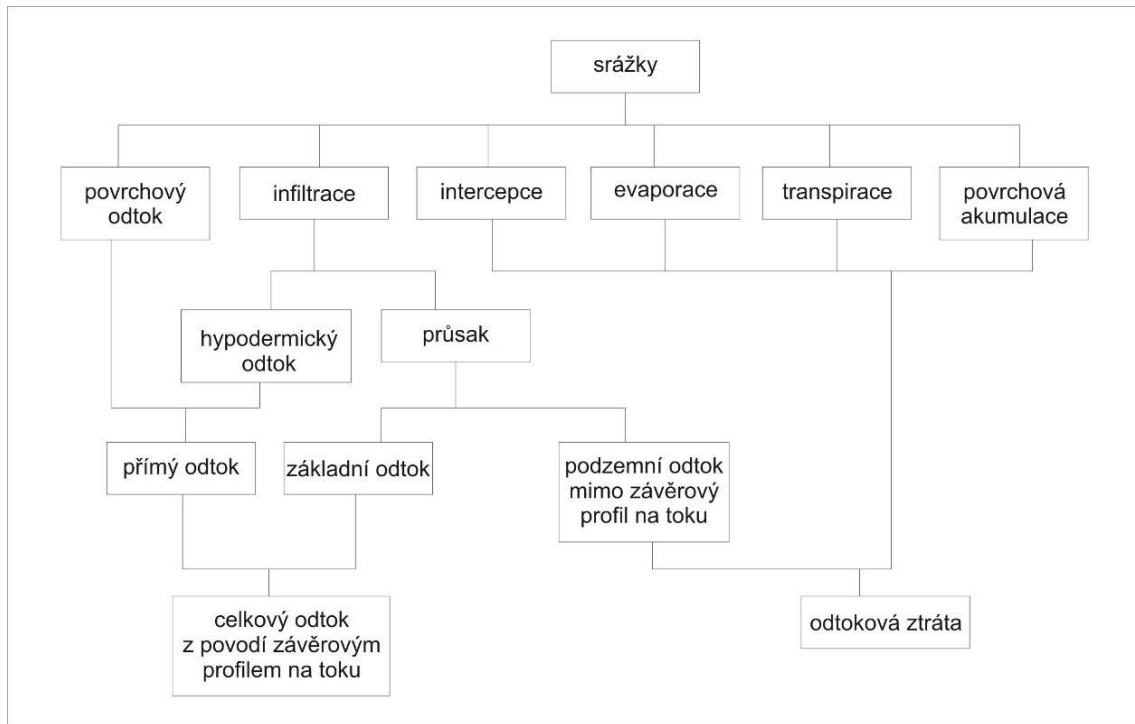 srážky
povrchový
odtok
infiltrace
intercepce
evaporace
transpirace
povrchová
akumulace
hypodermický
odtok
průsak
přímý odtok
základní odtok
podzemní odtok
mimo závěrový
profil na toku
celkový odtok
z povodí závěrovým
profilem na toku
odtoková ztráta